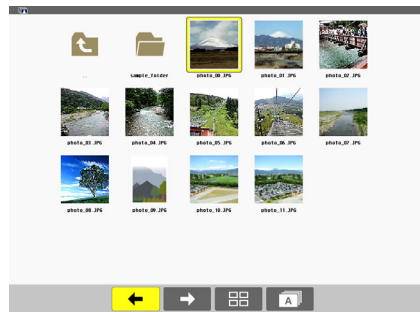 ..
sample_folder
photo_00.JPG
photo_01.JPG
photo_02.JPG
photo_03.JPG
photo_04.JPG
photo_05.JPG
photo_06.JPG
photo_07.JPG
photo_08.JPG
photo_09.JPG
photo_10.JPG
photo_11.JPG
A